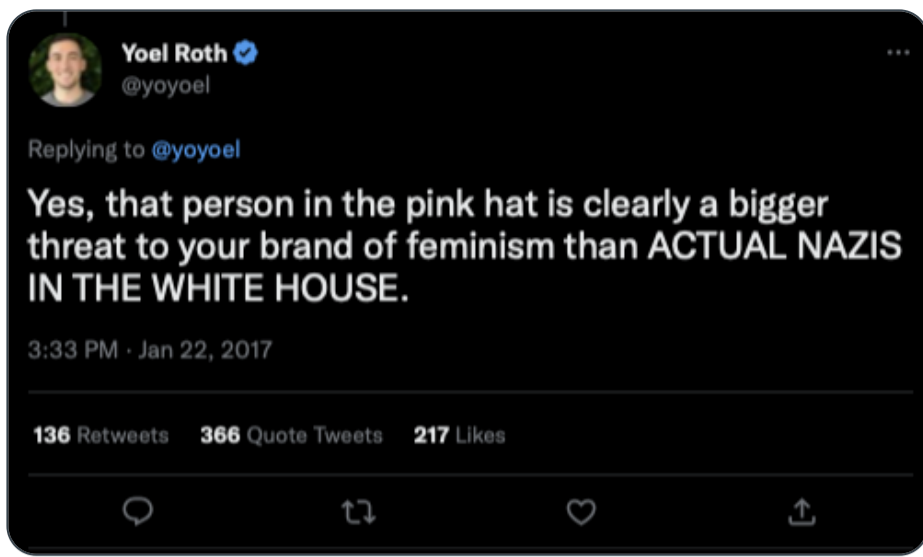 Yoel Roth
@yoyoel
Replying to @yoyoel
Yes, that person in the pink hat is clearly a bigger
threat to your brand of feminism than ACTUAL NAZIS
IN THE WHITE HOUSE.
3:33 PM · Jan 22, 2017
136 Retweets 366 Quote Tweets 217 Likes